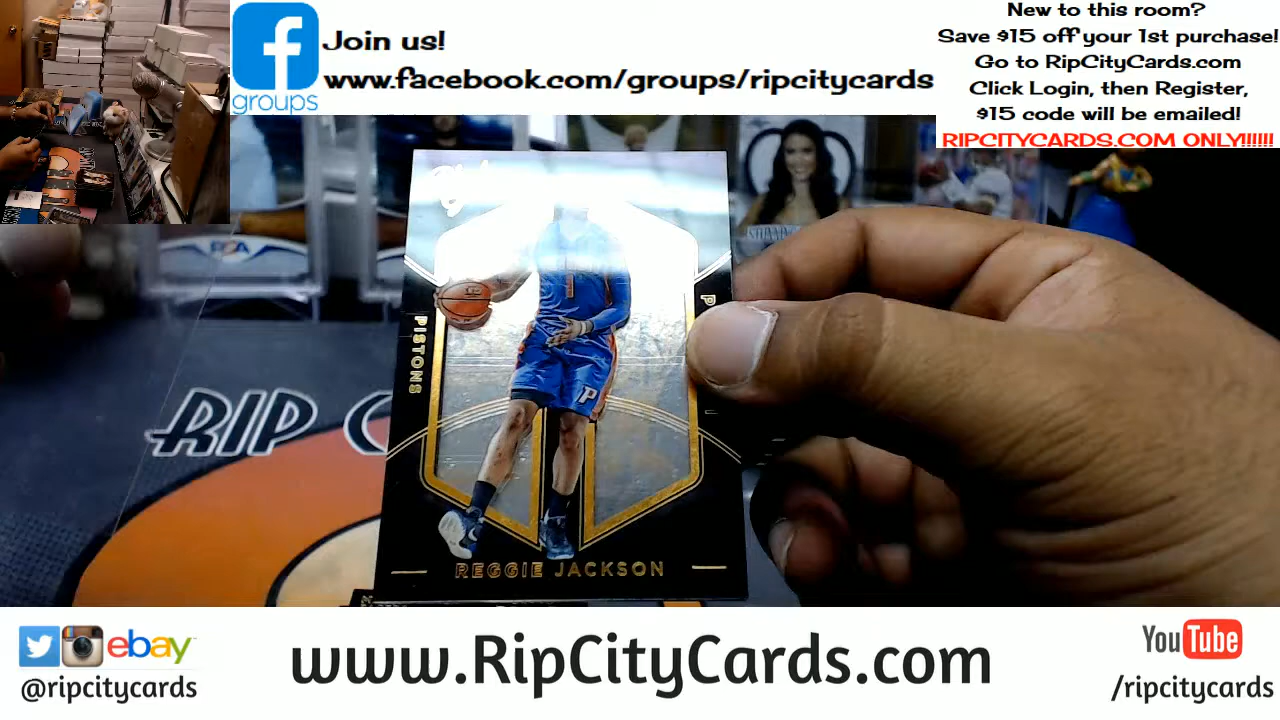 Join us!
www.facebook.com/groups/ripcitycards
groups
New to this room?
Save $15 off your 1st purchase!
Go to RipCityCards.com
Click Login, then Register,
$15 code will be emailed!
RIPCITYCARDS.COM ONLY!!!!!!
PSA
RIP C
PISTONS
P
P
REGGIE JACKSON
ebay
@ripcitycards
www.RipCityCards.com
YouTube
/ripcitycards